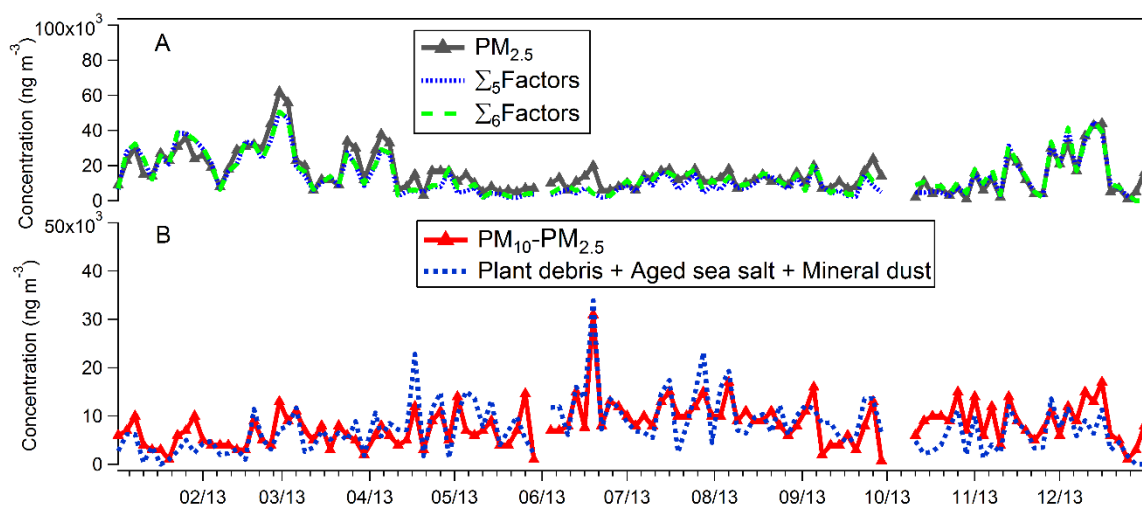 100x10³
80
60
40
20
0
Concentration (ng m⁻³)
A
PM₂.₅
Σ₅Factors
Σ₆Factors
50x10³
40
30
20
10
0
Concentration (ng m⁻³)
B
PM₁₀-PM₂.₅
Plant debris + Aged sea salt + Mineral dust
02/13 03/13 04/13 05/13 06/13 07/13 08/13 09/13 10/13 11/13 12/13